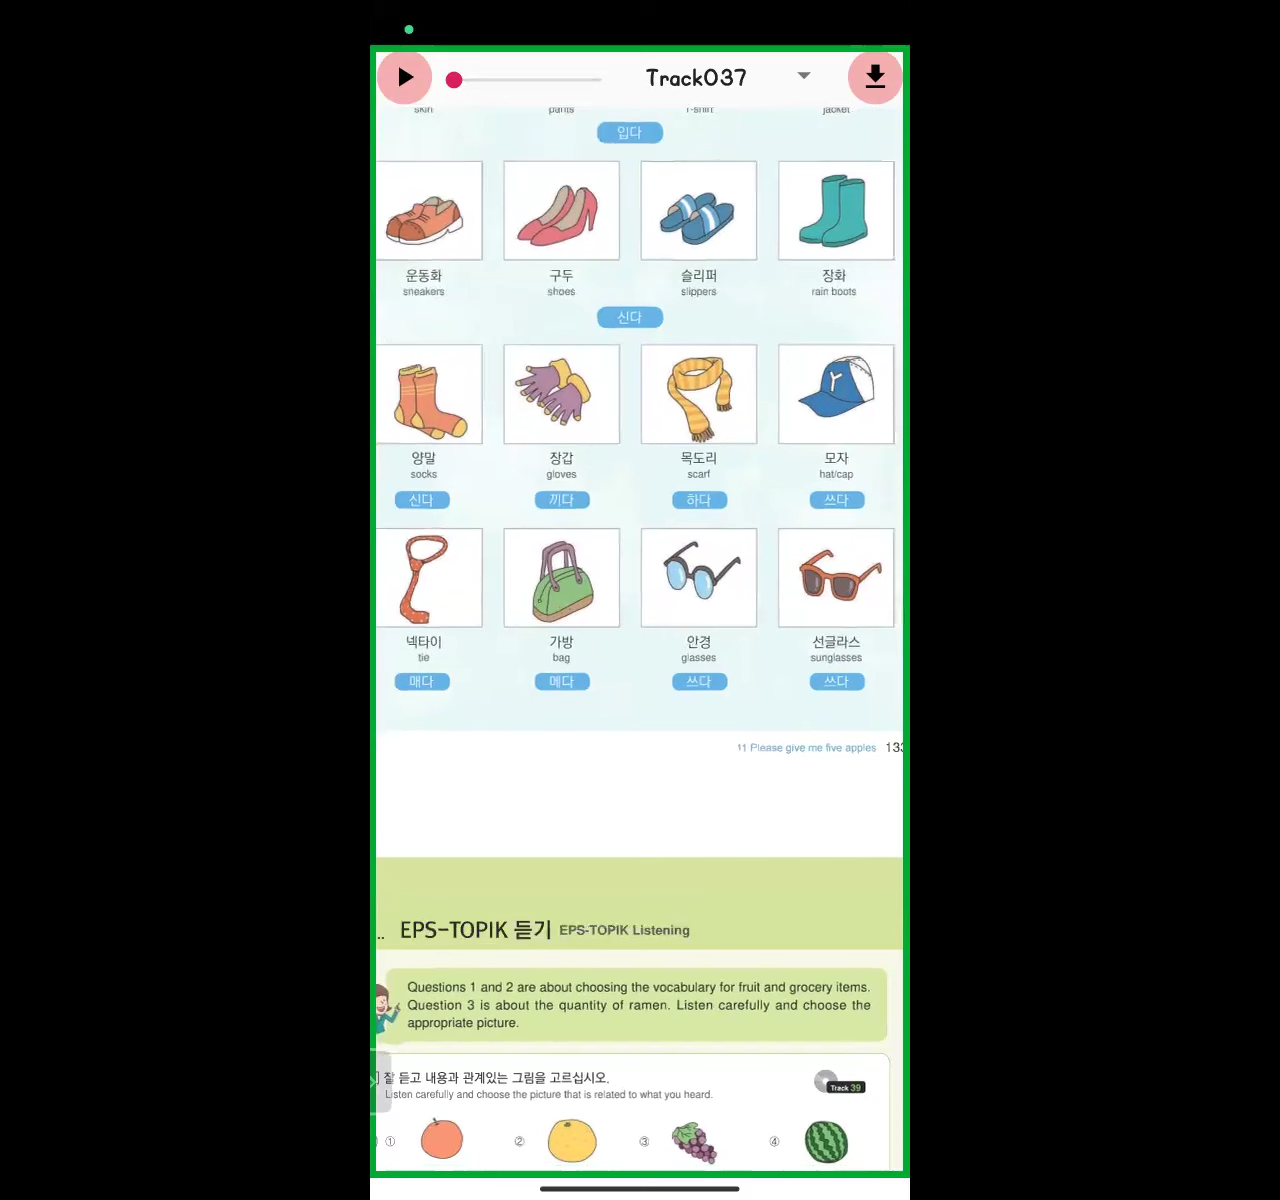 Track037
skirt pants T-shirt jacket
입다
운동화 구두 슬리퍼 장화
sneakers shoes slippers rain boots
신다
양말 장갑 목도리 모자
socks gloves scarf hat/cap
신다 끼다 하다 쓰다
넥타이 가방 안경 선글라스
tie bag glasses sunglasses
매다 메다 쓰다 쓰다
11 Please give me five apples 133
EPS-TOPIK 듣기 EPS-TOPIK Listening
Questions 1 and 2 are about choosing the vocabulary for fruit and grocery items.
Question 3 is about the quantity of ramen. Listen carefully and choose the
appropriate picture.
] 잘 듣고 내용과 관계있는 그림을 고르십시오.
Track 39
Listen carefully and choose the picture that is related to what you heard.
① ② ③ ④